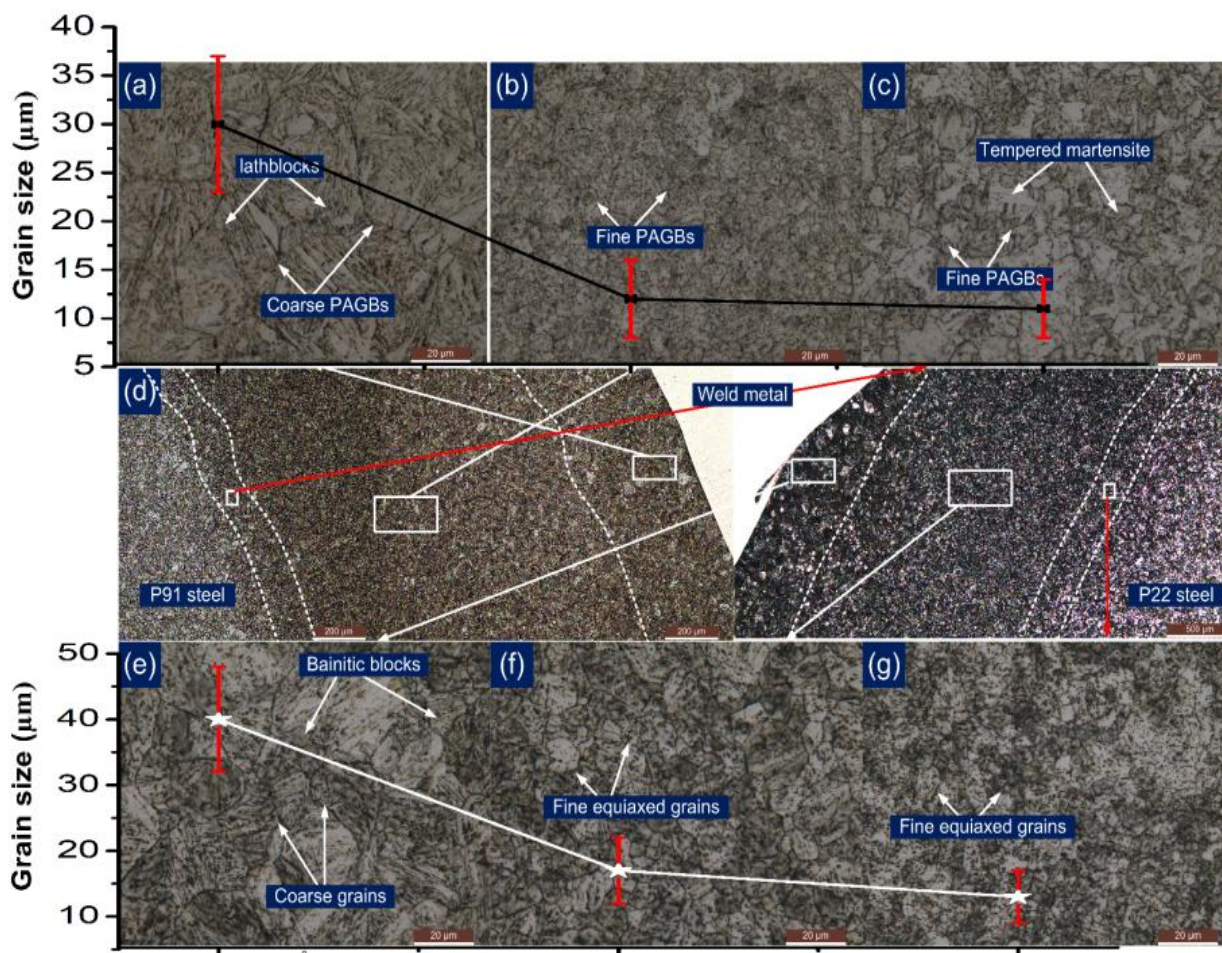 40
35
30
25
20
15
10
5
Grain size (μm)
(a)
(b)
(c)
lathblocks
Coarse PAGBs
Fine PAGBs
Tempered martensite
Fine PAGBs
20 μm
20 μm
20 μm
(d)
Weld metal
P91 steel
200 μm
200 μm
P22 steel
500 μm
50
40
30
20
10
Grain size (μm)
(e)
(f)
(g)
Bainitic blocks
Coarse grains
Fine equiaxed grains
Fine equiaxed grains
20 μm
20 μm
20 μm